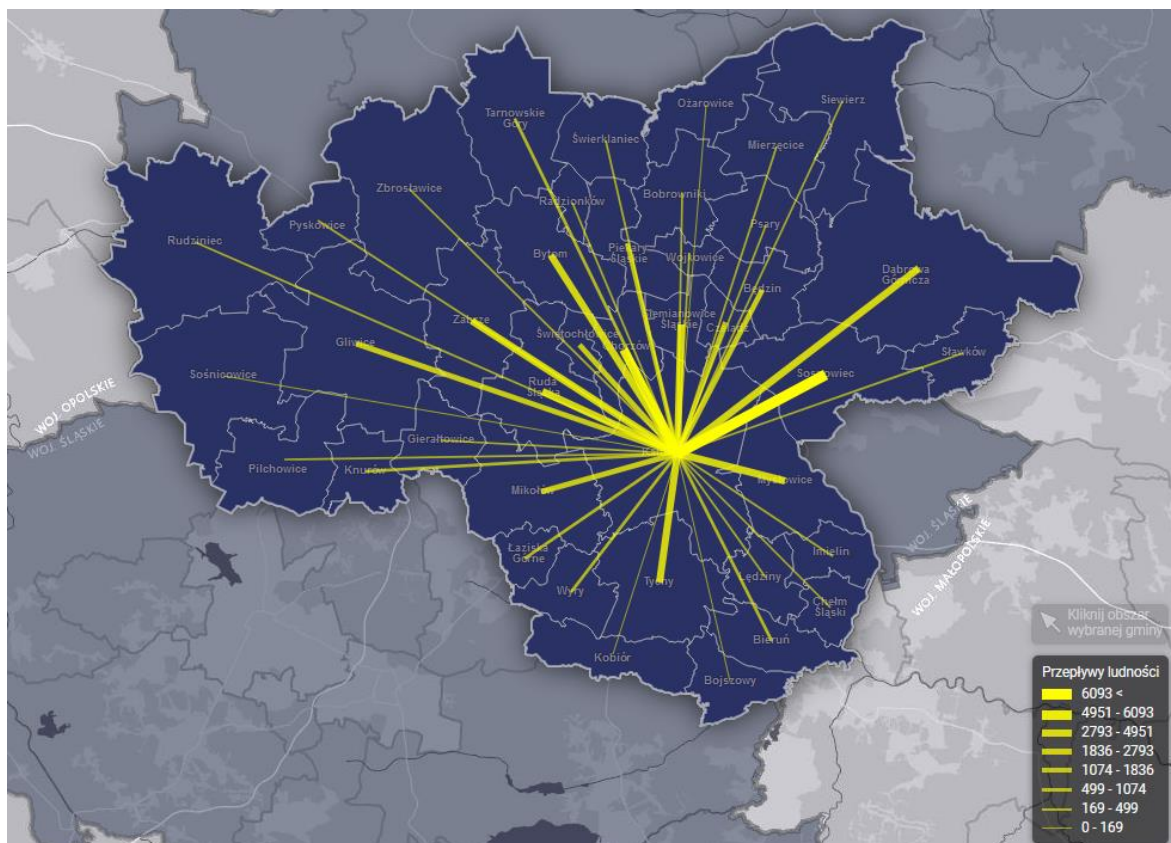 Tarnowskie
Góry
Ożarowice
Siewierz
Świerklaniec
Mierzęcice
Zbrosławice
Radzionków
Bobrowniki
Pyskowice
Psary
Rudziniec
Bytom
Piekary
Śląskie
Wojkowice
Dąbrowa
Górnicza
Będzin
Siemianowice
Śląskie
Zabrze
Świętochłowice
Czeladź
Chorzów
Gliwice
Sławków
Sośnicowice
Ruda
Śląska
Sosnowiec
WOJ. OPOLSKIE
WOJ. ŚLĄSKIE
Gierałtowice
Pilchowice
Knurów
Mikołów
Mysłowice
WOJ. ŚLĄSKIE
WOJ. MAŁOPOLSKIE
Łaziska
Górne
Imielin
Wyry
Tychy
Lędziny
Chełm
Śląski
Bieruń
Kobiór
Bojszowy
Kliknij obszar
wybranej gminy
Przepływy ludności
6093 <
4951 - 6093
2793 - 4951
1836 - 2793
1074 - 1836
499 - 1074
169 - 499
0 - 169